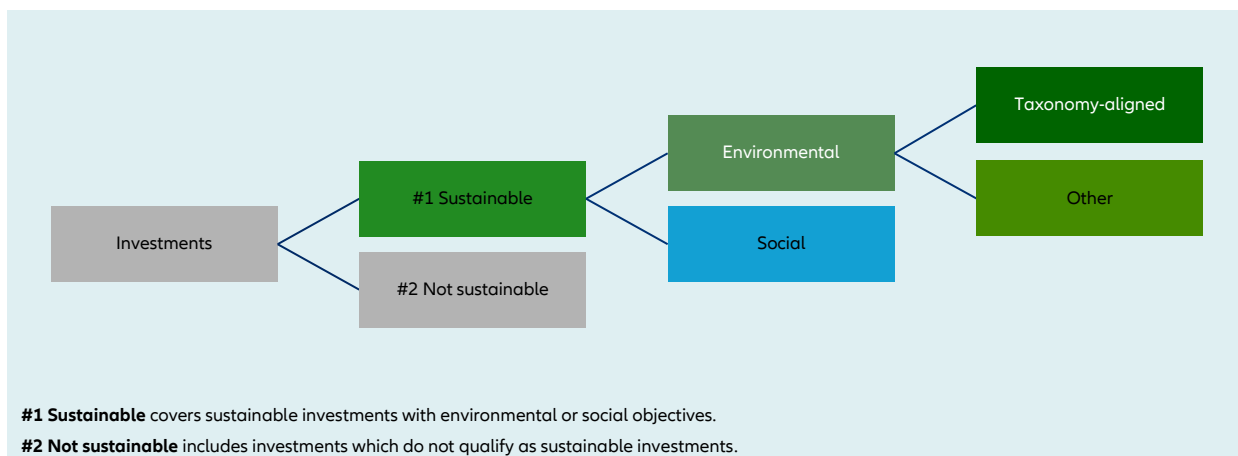 Taxonomy-aligned
Environmental
#1 Sustainable
Other
Investments
Social
#2 Not sustainable
#1 Sustainable covers sustainable investments with environmental or social objectives.
#2 Not sustainable includes investments which do not qualify as sustainable investments.